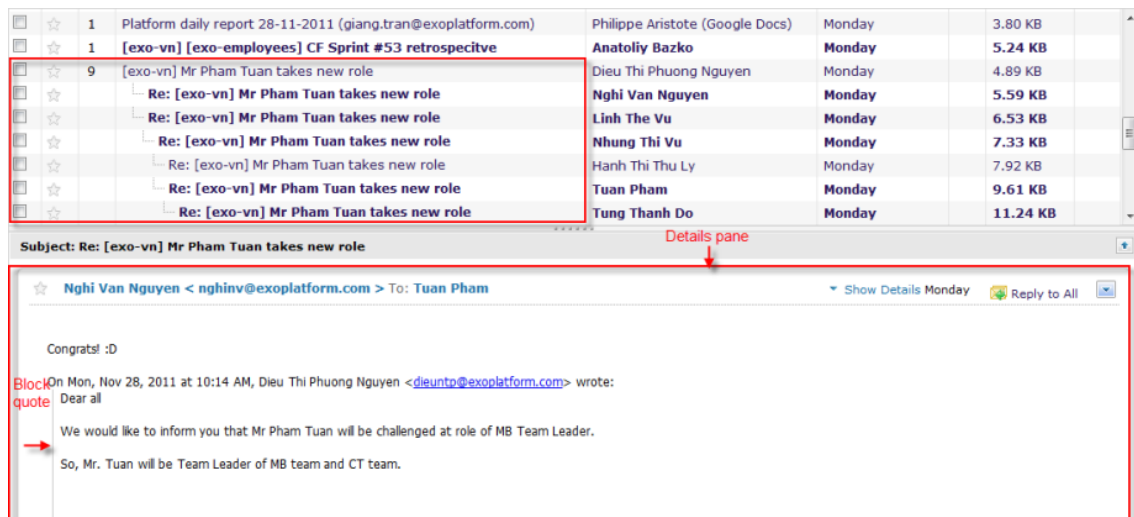 1 Platform daily report 28-11-2011 (giang.tran@exoplatform.com) Philippe Aristote (Google Docs) Monday 3.80 KB
1 [exo-vn] [exo-employees] CF Sprint #53 retrospecitve Anatoliy Bazko Monday 5.24 KB
9 [exo-vn] Mr Pham Tuan takes new role Dieu Thi Phuong Nguyen Monday 4.89 KB
Re: [exo-vn] Mr Pham Tuan takes new role Nghi Van Nguyen Monday 5.59 KB
Re: [exo-vn] Mr Pham Tuan takes new role Linh The Vu Monday 6.53 KB
Re: [exo-vn] Mr Pham Tuan takes new role Nhung Thi Vu Monday 7.33 KB
Re: [exo-vn] Mr Pham Tuan takes new role Hanh Thi Thu Ly Monday 7.92 KB
Re: [exo-vn] Mr Pham Tuan takes new role Tuan Pham Monday 9.61 KB
Re: [exo-vn] Mr Pham Tuan takes new role Tung Thanh Do Monday 11.24 KB
Subject: Re: [exo-vn] Mr Pham Tuan takes new role
Details pane
Nghi Van Nguyen < nghinv@exoplatform.com > To: Tuan Pham Show Details Monday Reply to All
Congrats! :D
On Mon, Nov 28, 2011 at 10:14 AM, Dieu Thi Phuong Nguyen <dieuntp@exoplatform.com> wrote:
Block
quote
Dear all
We would like to inform you that Mr Pham Tuan will be challenged at role of MB Team Leader.
So, Mr. Tuan will be Team Leader of MB team and CT team.